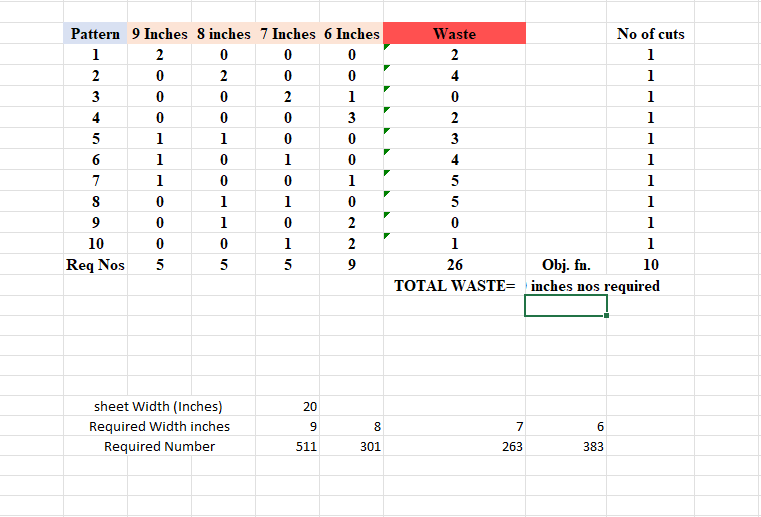 Pattern 9 Inches 8 inches 7 Inches 6 Inches Waste No of cuts
1 2 0 0 0 2 1
2 0 2 0 0 4 1
3 0 0 2 1 0 1
4 0 0 0 3 2 1
5 1 1 0 0 3 1
6 1 0 1 0 4 1
7 1 0 0 1 5 1
8 0 1 1 0 5 1
9 0 1 0 2 0 1
10 0 0 1 2 1 1
Req Nos 5 5 5 9 26 Obj. fn. 10
TOTAL WASTE= inches nos required
sheet Width (Inches) 20
Required Width inches 9 8 7 6
Required Number 511 301 263 383